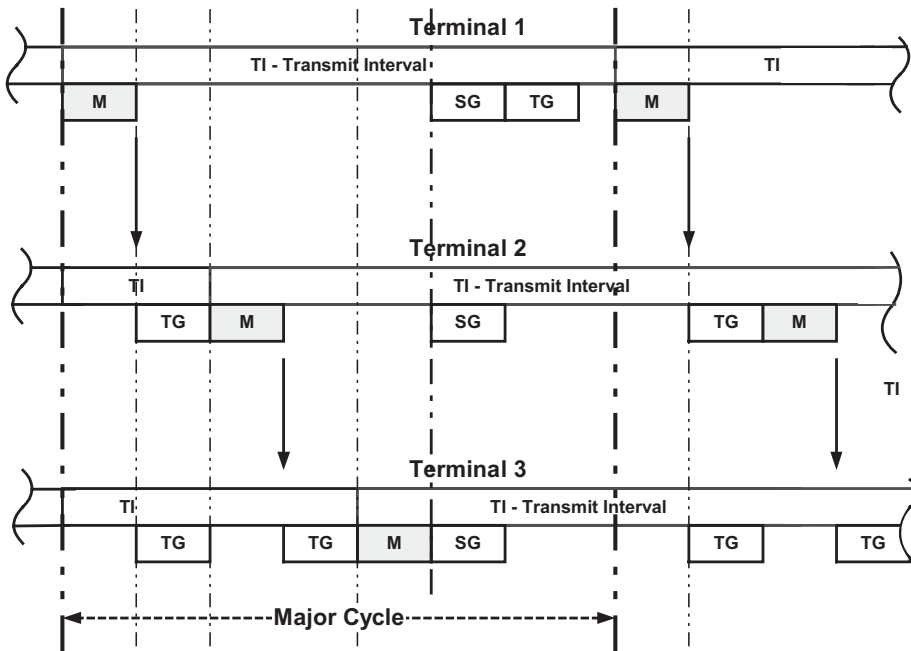 Terminal 1
TI - Transmit Interval
TI
M
SG
TG
M
Terminal 2
TI
TI - Transmit Interval
TG
M
SG
TG
M
TI
Terminal 3
TI
TI - Transmit Interval
TG
TG
M
SG
TG
TG
Major Cycle